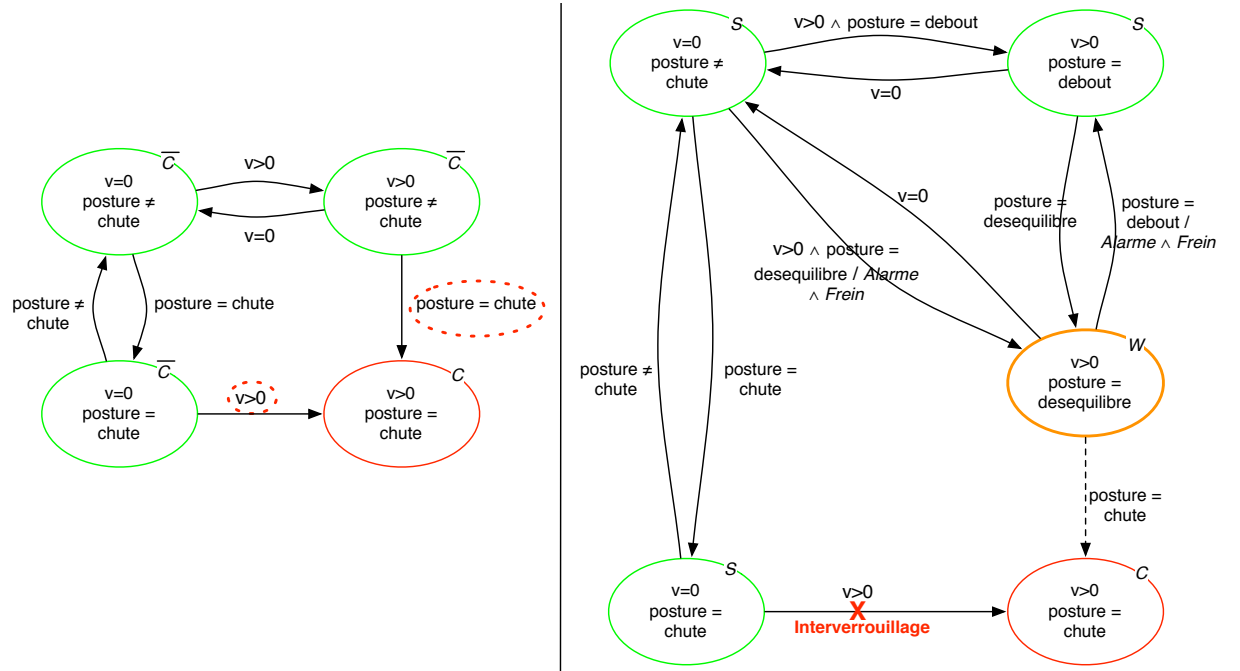 C
v=0
posture ≠
chute
v>0
C
v>0
posture ≠
chute
v=0
posture ≠
chute
posture = chute
posture = chute
C
v=0
posture =
chute
v>0
C
v>0
posture =
chute
S
v=0
posture ≠
chute
v>0 ∧ posture = debout
S
v>0
posture =
debout
v=0
v=0
posture =
desequilibre
posture =
debout /
Alarme ∧ Frein
v>0 ∧ posture =
desequilibre / Alarme
∧ Frein
posture ≠
chute
posture =
chute
W
v>0
posture =
desequilibre
posture =
chute
S
v=0
posture =
chute
v>0
X
Interverrouillage
C
v>0
posture =
chute